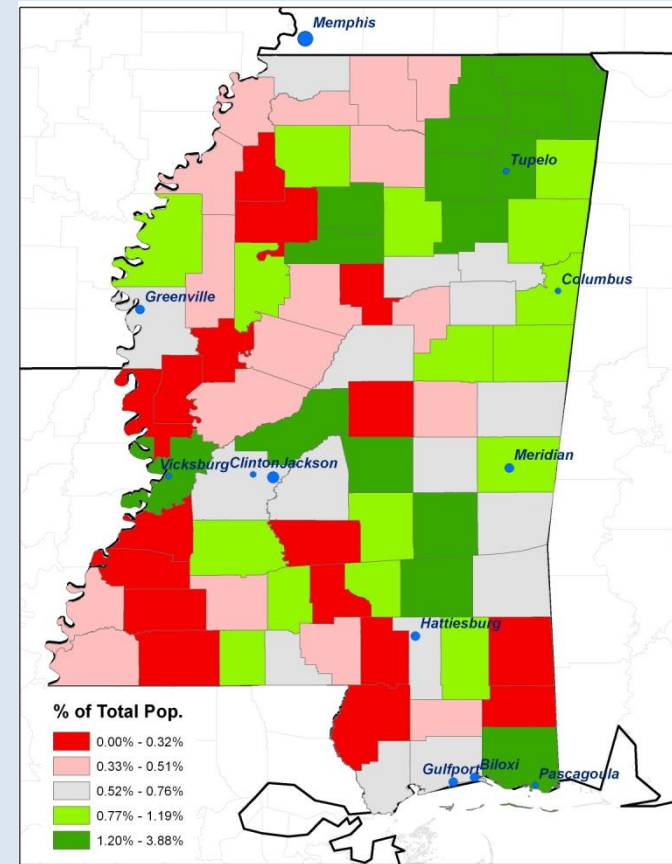 Memphis
Tupelo
Columbus
Greenville
Meridian
Vicksburg Clinton Jackson
Hattiesburg
% of Total Pop.
0.00% - 0.32%
0.33% - 0.51%
0.52% - 0.76%
0.77% - 1.19%
1.20% - 3.88%
Gulfport Biloxi
Pascagoula